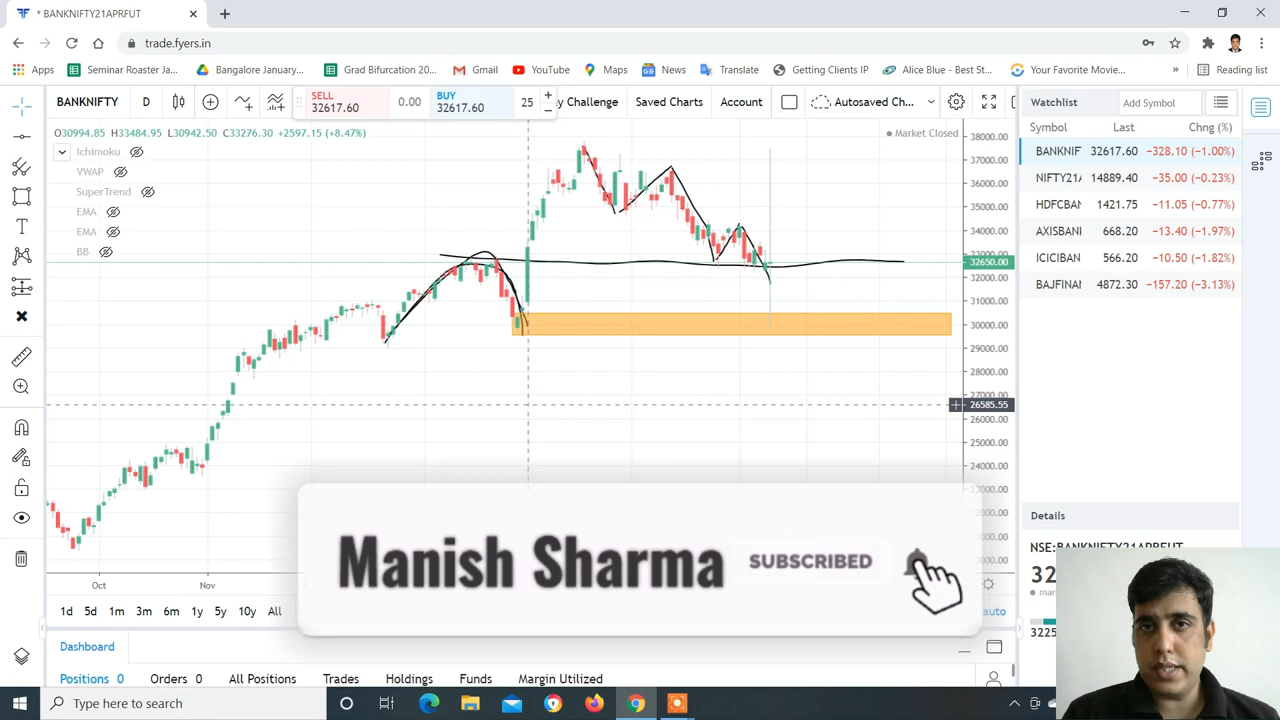 * BANKNIFTY21APRFUT
trade.fyers.in
Apps Seminar Roaster Ja... Bangalore January... Grad Bifurcation 20... Gmail YouTube Maps News Translate Getting Clients IP Alice Blue - Best St... Your Favorite Movie... » Reading list
BANKNIFTY D SELL 32617.60 0.00 BUY 32617.60 25 y Challenge Saved Charts Account Autosaved Ch...
Watchlist Add Symbol
O30994.85 H33484.95 L30942.50 C33276.30 +2597.15 (+8.47%)
Market Closed
Symbol Last Chng (%)
Ichimoku
VWAP
SuperTrend
EMA
EMA
BB
BANKNIF 32617.60 −328.10 (−1.00%)
NIFTY21 14889.40 −35.00 (−0.23%)
HDFCBAN 1421.75 −11.05 (−0.77%)
AXISBAN 668.20 −13.40 (−1.97%)
ICICIBAN 566.20 −10.50 (−1.82%)
BAJFINAN 4872.30 −157.20 (−3.13%)
38000.00
37000.00
36000.00
35000.00
34000.00
32650.00
32000.00
31000.00
30000.00
29000.00
28000.00
27000.00
26585.55
26000.00
25000.00
24000.00
Details
NSE:BANKNIFTY21APRFUT
Manish Sharma SUBSCRIBED
Oct Nov
1d 5d 1m 3m 6m 1y 5y 10y All auto
3225
Dashboard
Positions 0 Orders 0 All Positions Trades Holdings Funds Margin Utilized
Type here to search